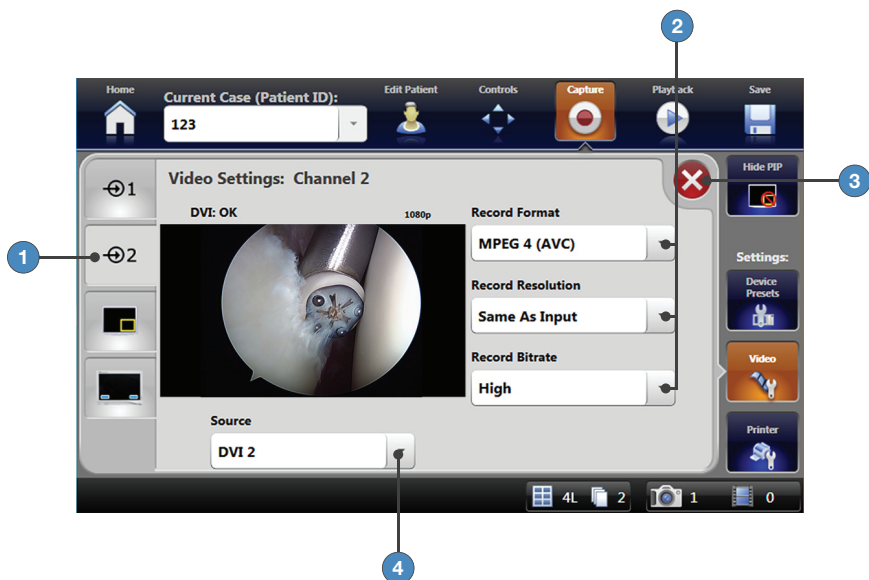 2
Home
Current Case (Patient ID):
Edit Patient
Controls
Capture
Playback
Save
123
Hide PIP
1
Video Settings: Channel 2
3
DVI: OK
1080p
Record Format
MPEG 4 (AVC)
1
2
Settings:
Device
Presets
Record Resolution
Same As Input
Record Bitrate
High
Video
Source
DVI 2
Printer
4L
2
1
0
4